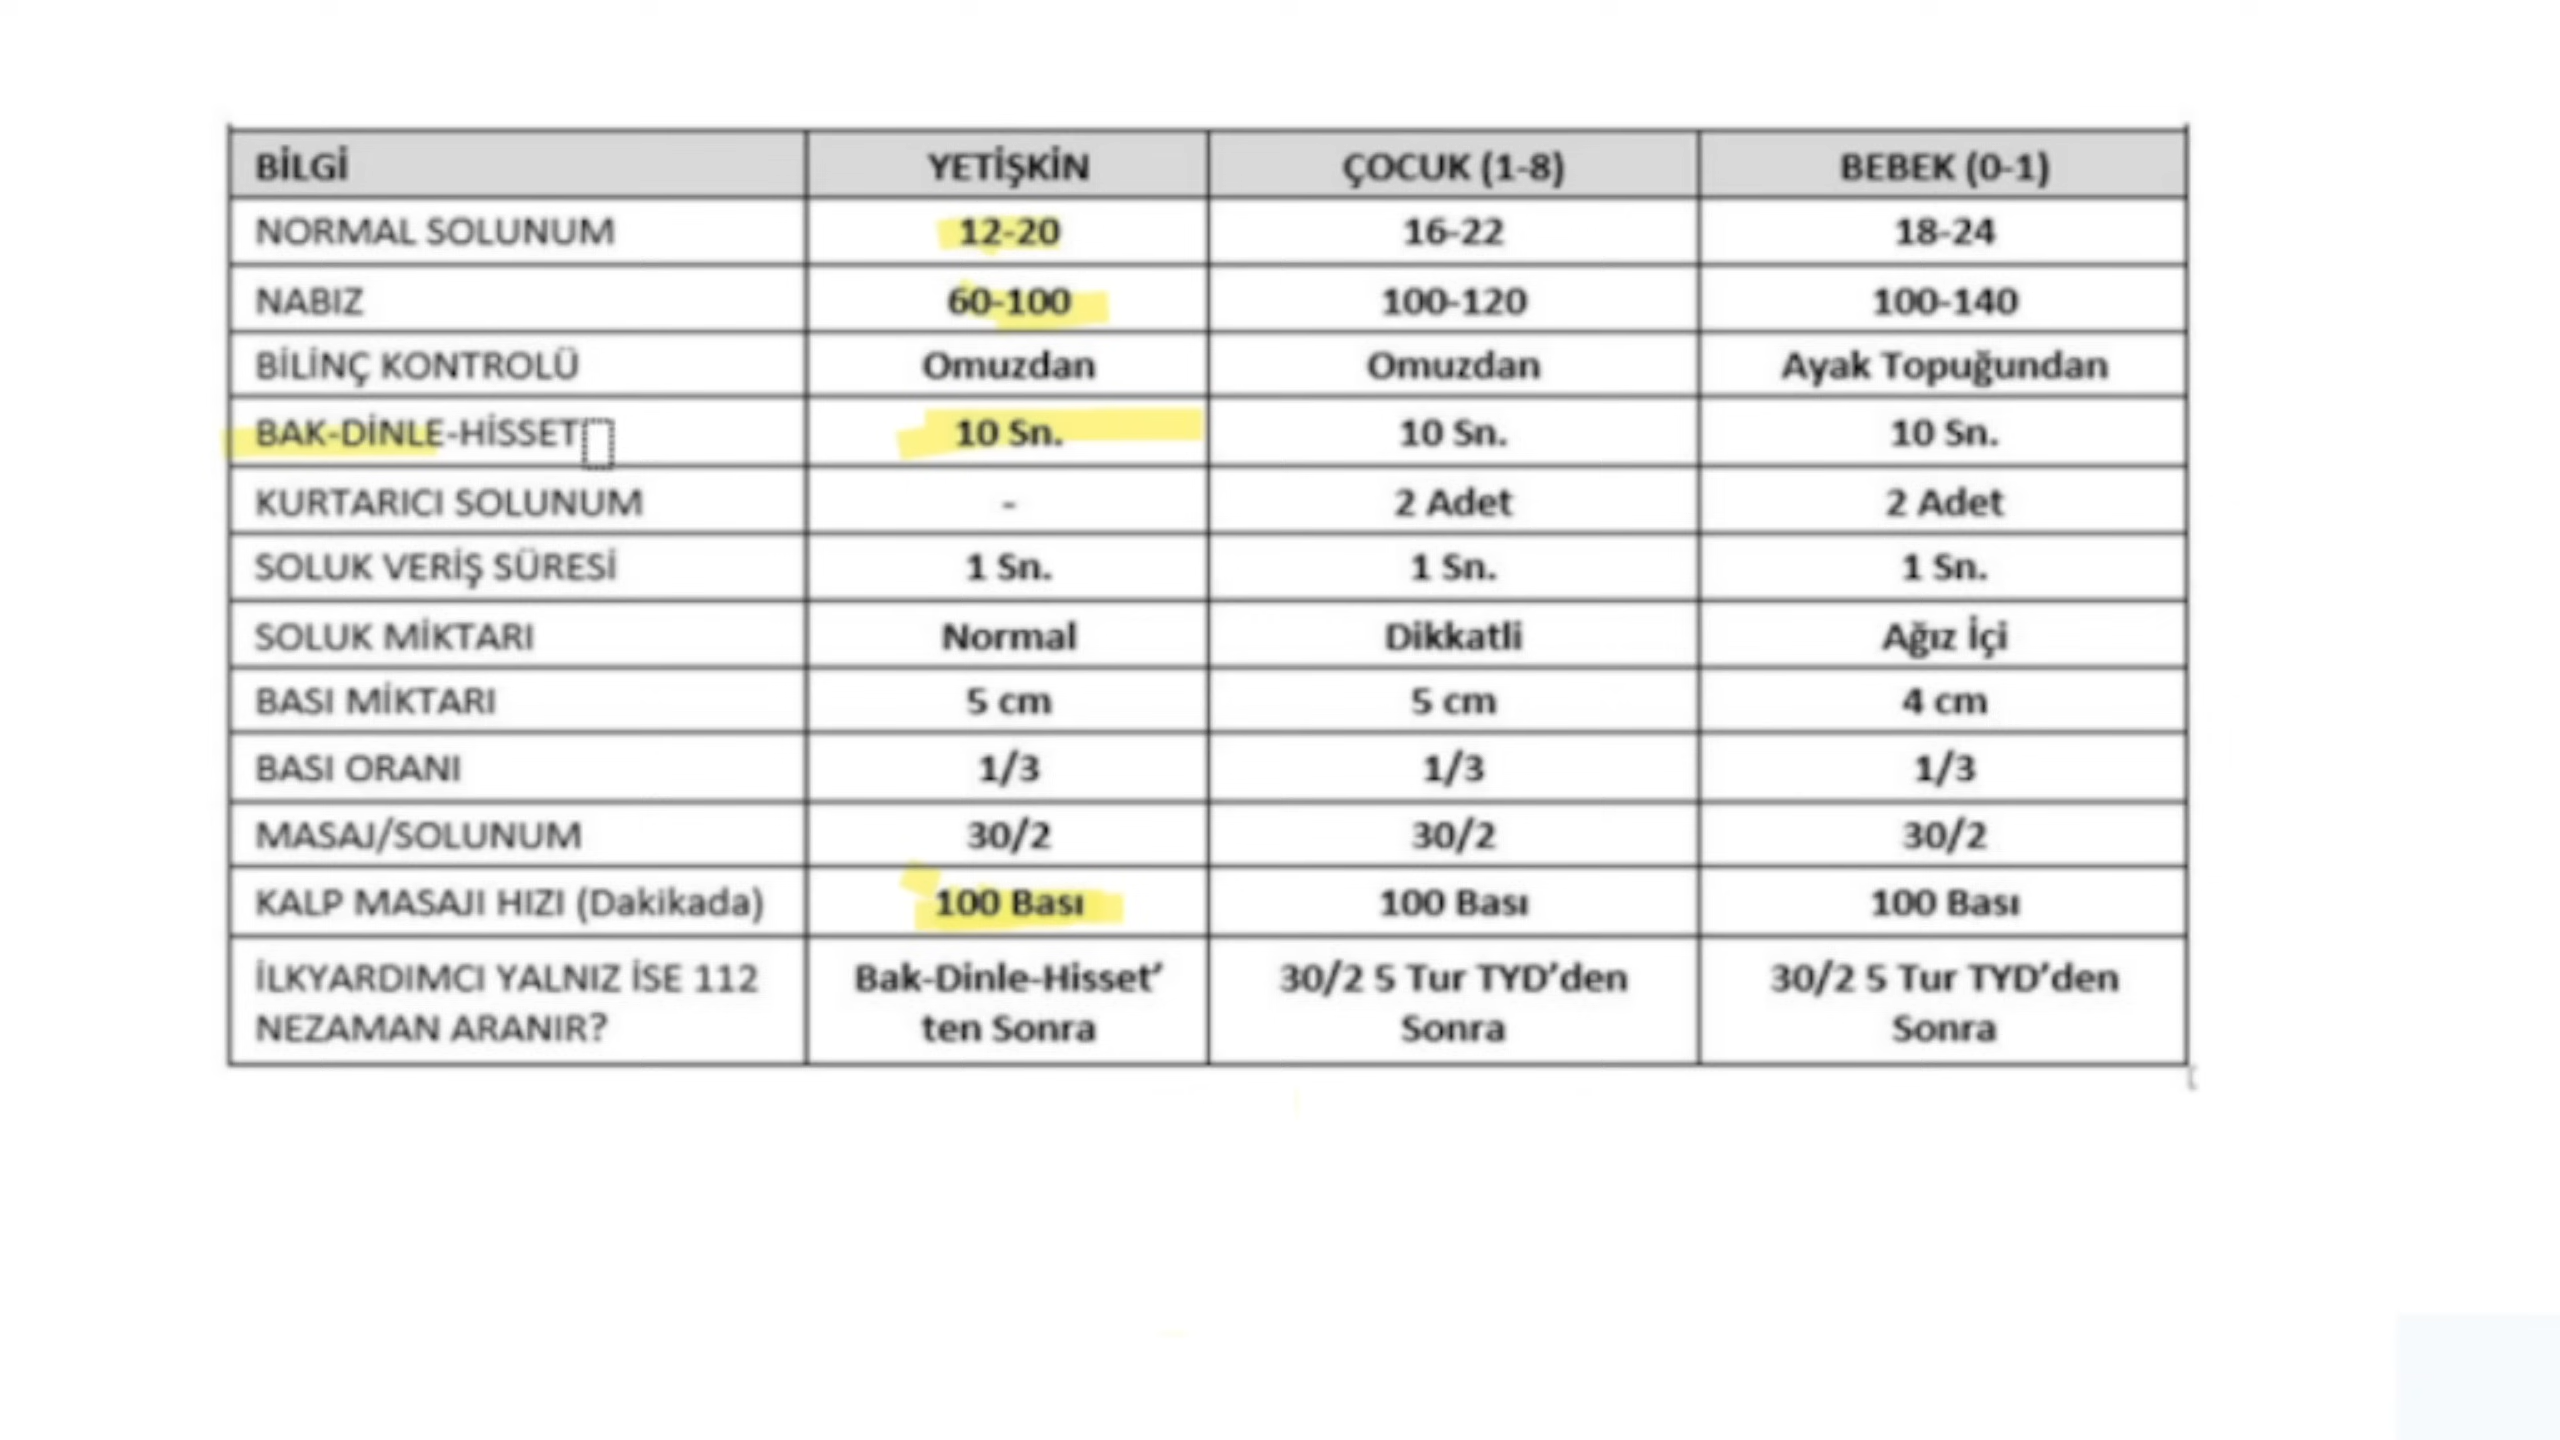 BİLGİ YETİŞKİN ÇOCUK (1-8) BEBEK (0-1)
NORMAL SOLUNUM 12-20 16-22 18-24
NABIZ 60-100 100-120 100-140
BİLİNÇ KONTROLÜ Omuzdan Omuzdan Ayak Topuğundan
BAK-DİNLE-HİSSET 10 Sn. 10 Sn. 10 Sn.
KURTARICI SOLUNUM - 2 Adet 2 Adet
SOLUK VERİŞ SÜRESİ 1 Sn. 1 Sn. 1 Sn.
SOLUK MİKTARI Normal Dikkatli Ağız İçi
BASI MİKTARI 5 cm 5 cm 4 cm
BASI ORANI 1/3 1/3 1/3
MASAJ/SOLUNUM 30/2 30/2 30/2
KALP MASAJI HIZI (Dakikada) 100 Bası 100 Bası 100 Bası
İLKYARDIMCI YALNIZ İSE 112 Bak-Dinle-Hisset’ 30/2 5 Tur TYD’den 30/2 5 Tur TYD’den
NEZAMAN ARANIR? ten Sonra Sonra Sonra